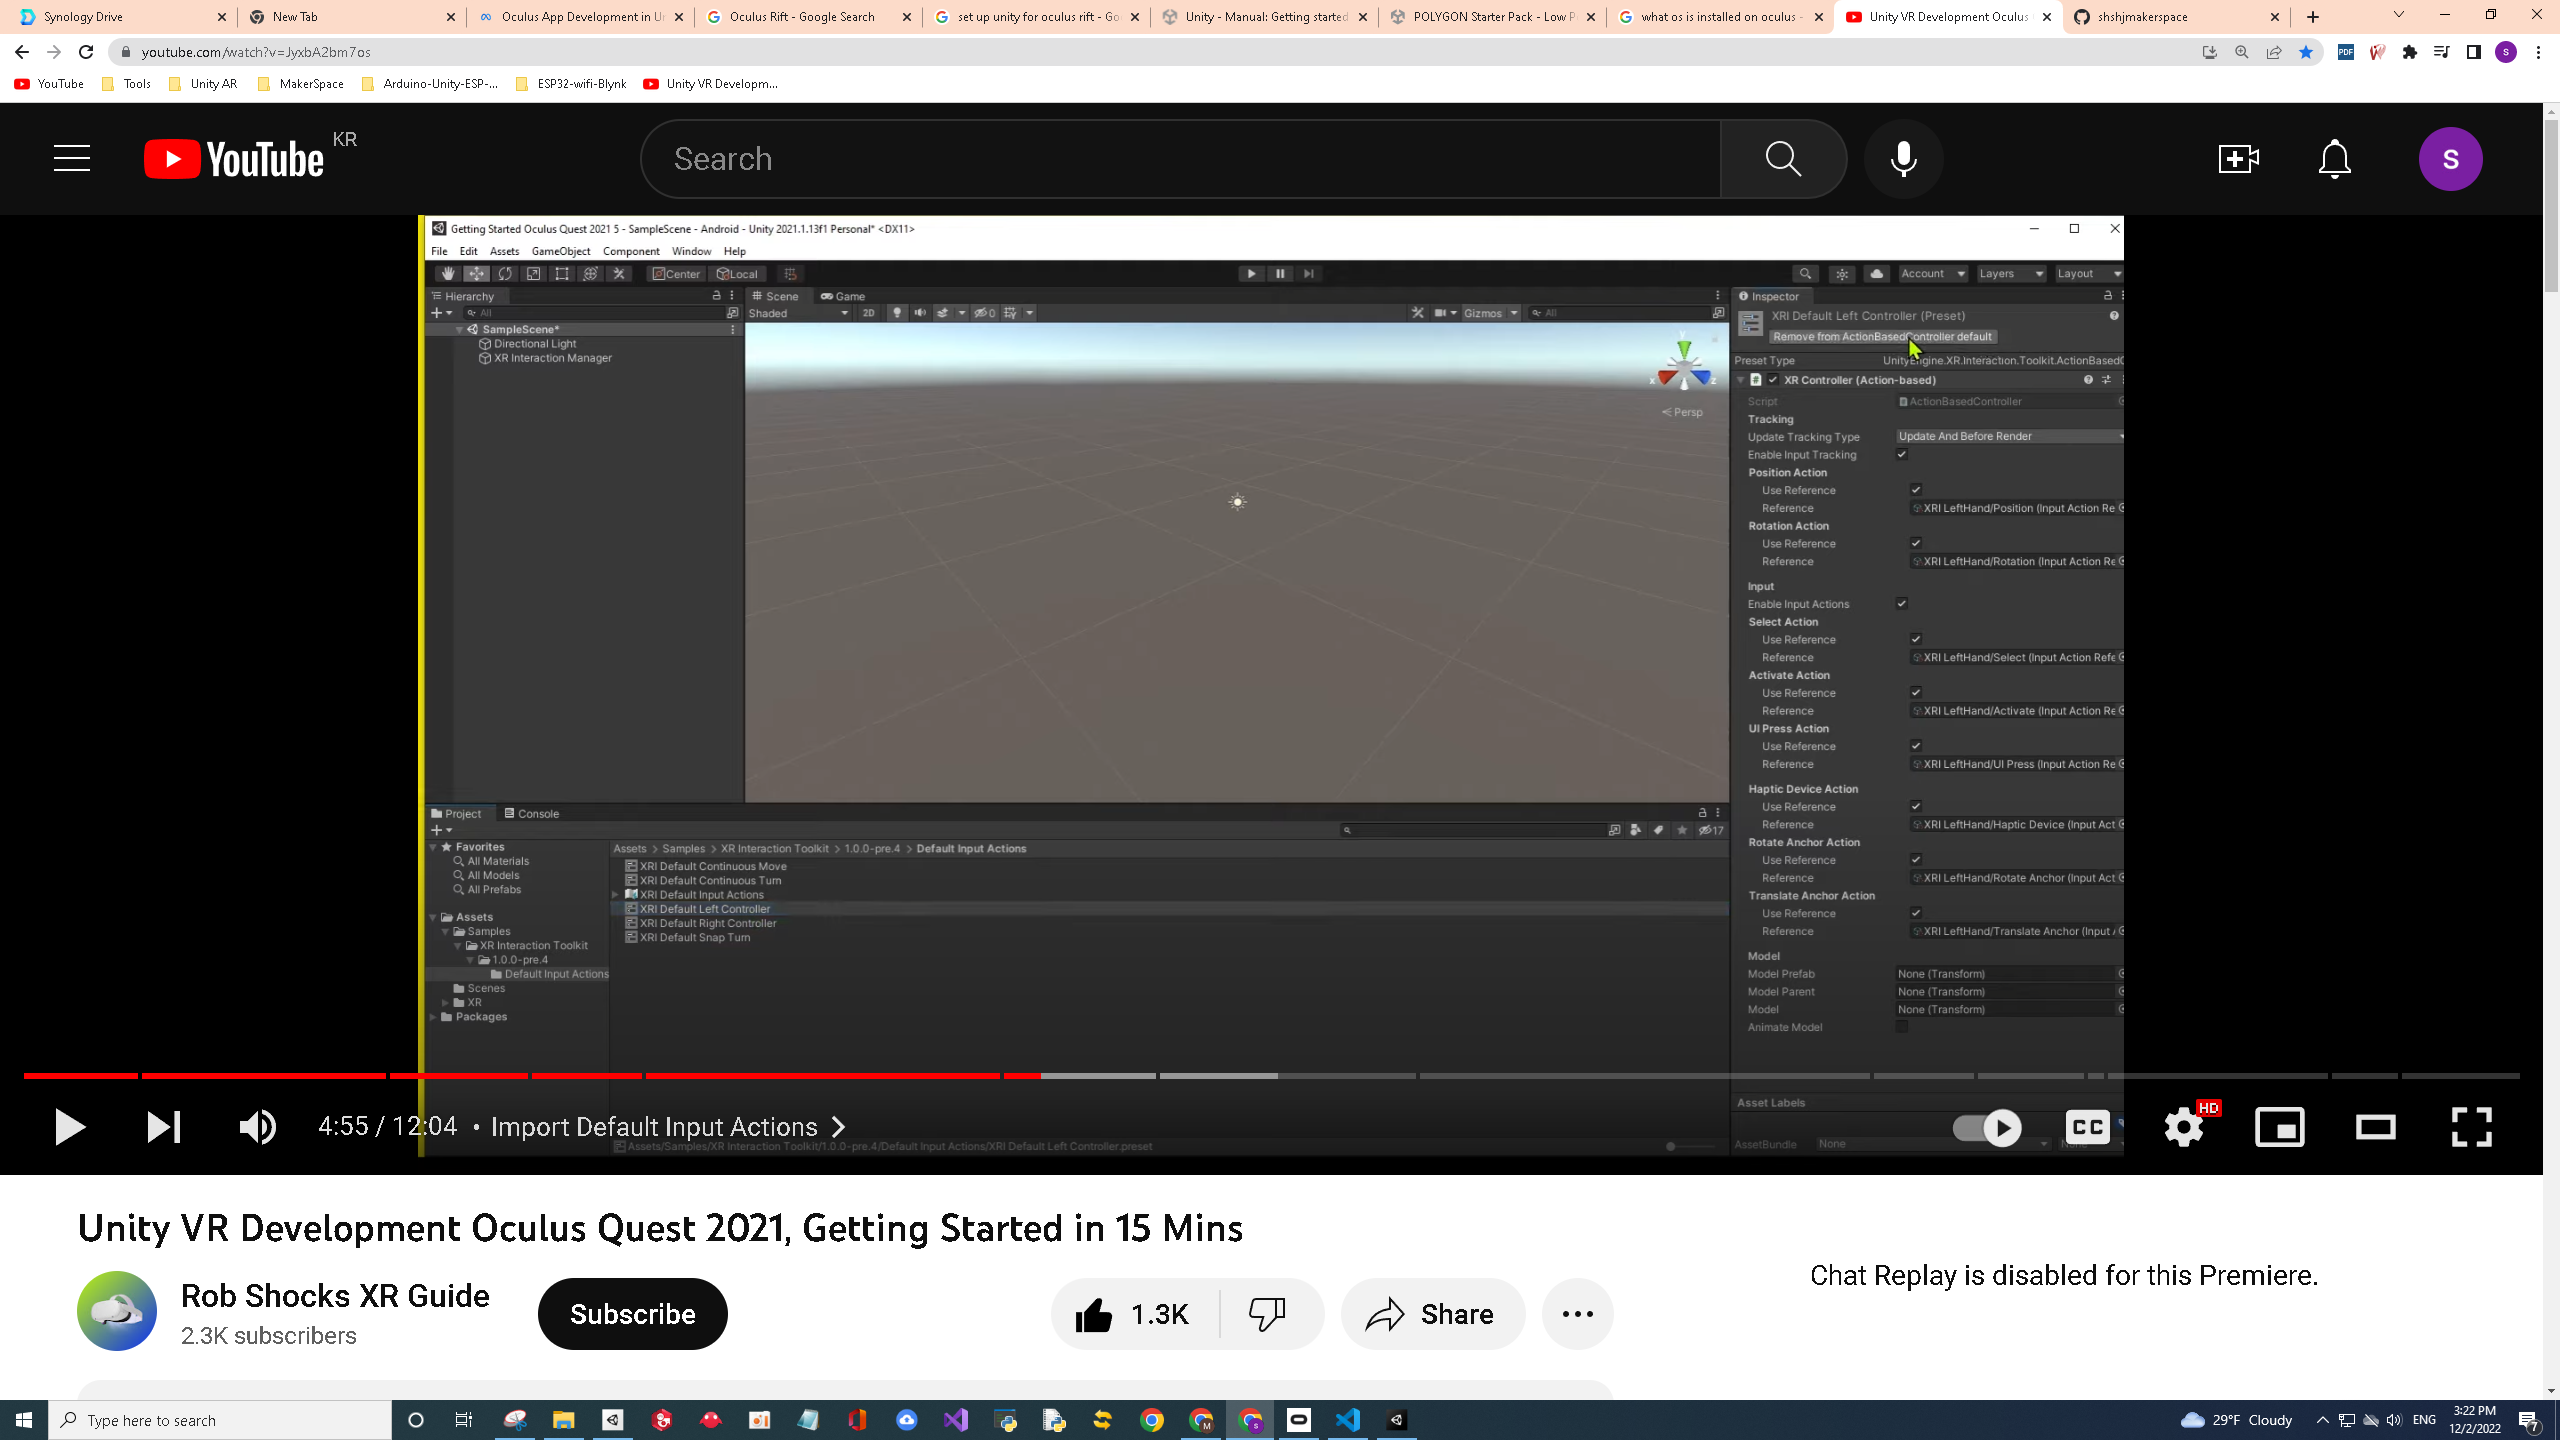 Synology Drive
New Tab
Oculus App Development in Un
Oculus Rift - Google Search
set up unity for oculus rift - Go
Unity - Manual: Getting started
POLYGON Starter Pack - Low P
what os is installed on oculus -
Unity VR Development Oculus
shshjmakerspace
youtube.com/watch?v=JyxbA2bm7os
PDF
S
YouTube
Tools
Unity AR
MakerSpace
Arduino-Unity-ESP-...
ESP32-wifi-Blynk
Unity VR Developm...
YouTube KR
Search
S
Getting Started Oculus Quest 2021 5 - SampleScene - Android - Unity 2021.1.13f1 Personal* <DX11>
File Edit Assets GameObject Component Window Help
Center Local
Account Layers Layout
Hierarchy
All
SampleScene*
Directional Light
XR Interaction Manager
Scene Game
Shaded 2D 0 Gizmos All
y
x z
Persp
Inspector
XRI Default Left Controller (Preset)
Remove from ActionBasedController default
Preset Type UnityEngine.XR.Interaction.Toolkit.ActionBasedC
XR Controller (Action-based)
Script ActionBasedController
Tracking
Update Tracking Type Update And Before Render
Enable Input Tracking
Position Action
Use Reference
Reference XRI LeftHand/Position (Input Action Re
Rotation Action
Use Reference
Reference XRI LeftHand/Rotation (Input Action Re
Input
Enable Input Actions
Select Action
Use Reference
Reference XRI LeftHand/Select (Input Action Refe
Activate Action
Use Reference
Reference XRI LeftHand/Activate (Input Action Re
UI Press Action
Use Reference
Reference XRI LeftHand/UI Press (Input Action Re
Haptic Device Action
Use Reference
Reference XRI LeftHand/Haptic Device (Input Act
Rotate Anchor Action
Use Reference
Reference XRI LeftHand/Rotate Anchor (Input Act
Translate Anchor Action
Use Reference
Reference XRI LeftHand/Translate Anchor (Input A
Model
Model Prefab None (Transform)
Model Parent None (Transform)
Model None (Transform)
Animate Model
Asset Labels
AssetBundle None
Project Console
17
Favorites
All Materials
All Models
All Prefabs
Assets
Samples
XR Interaction Toolkit
1.0.0-pre.4
Default Input Actions
Scenes
XR
Packages
Assets > Samples > XR Interaction Toolkit > 1.0.0-pre.4 > Default Input Actions
XRI Default Continuous Move
XRI Default Continuous Turn
XRI Default Input Actions
XRI Default Left Controller
XRI Default Right Controller
XRI Default Snap Turn
Assets/Samples/XR Interaction Toolkit/1.0.0-pre.4/Default Input Actions/XRI Default Left Controller.preset
4:55 / 12:04 • Import Default Input Actions
CC
HD
Unity VR Development Oculus Quest 2021, Getting Started in 15 Mins
Rob Shocks XR Guide
2.3K subscribers
Subscribe
1.3K
Share
Chat Replay is disabled for this Premiere.
Type here to search
29°F Cloudy
ENG
3:22 PM
12/2/2022
7